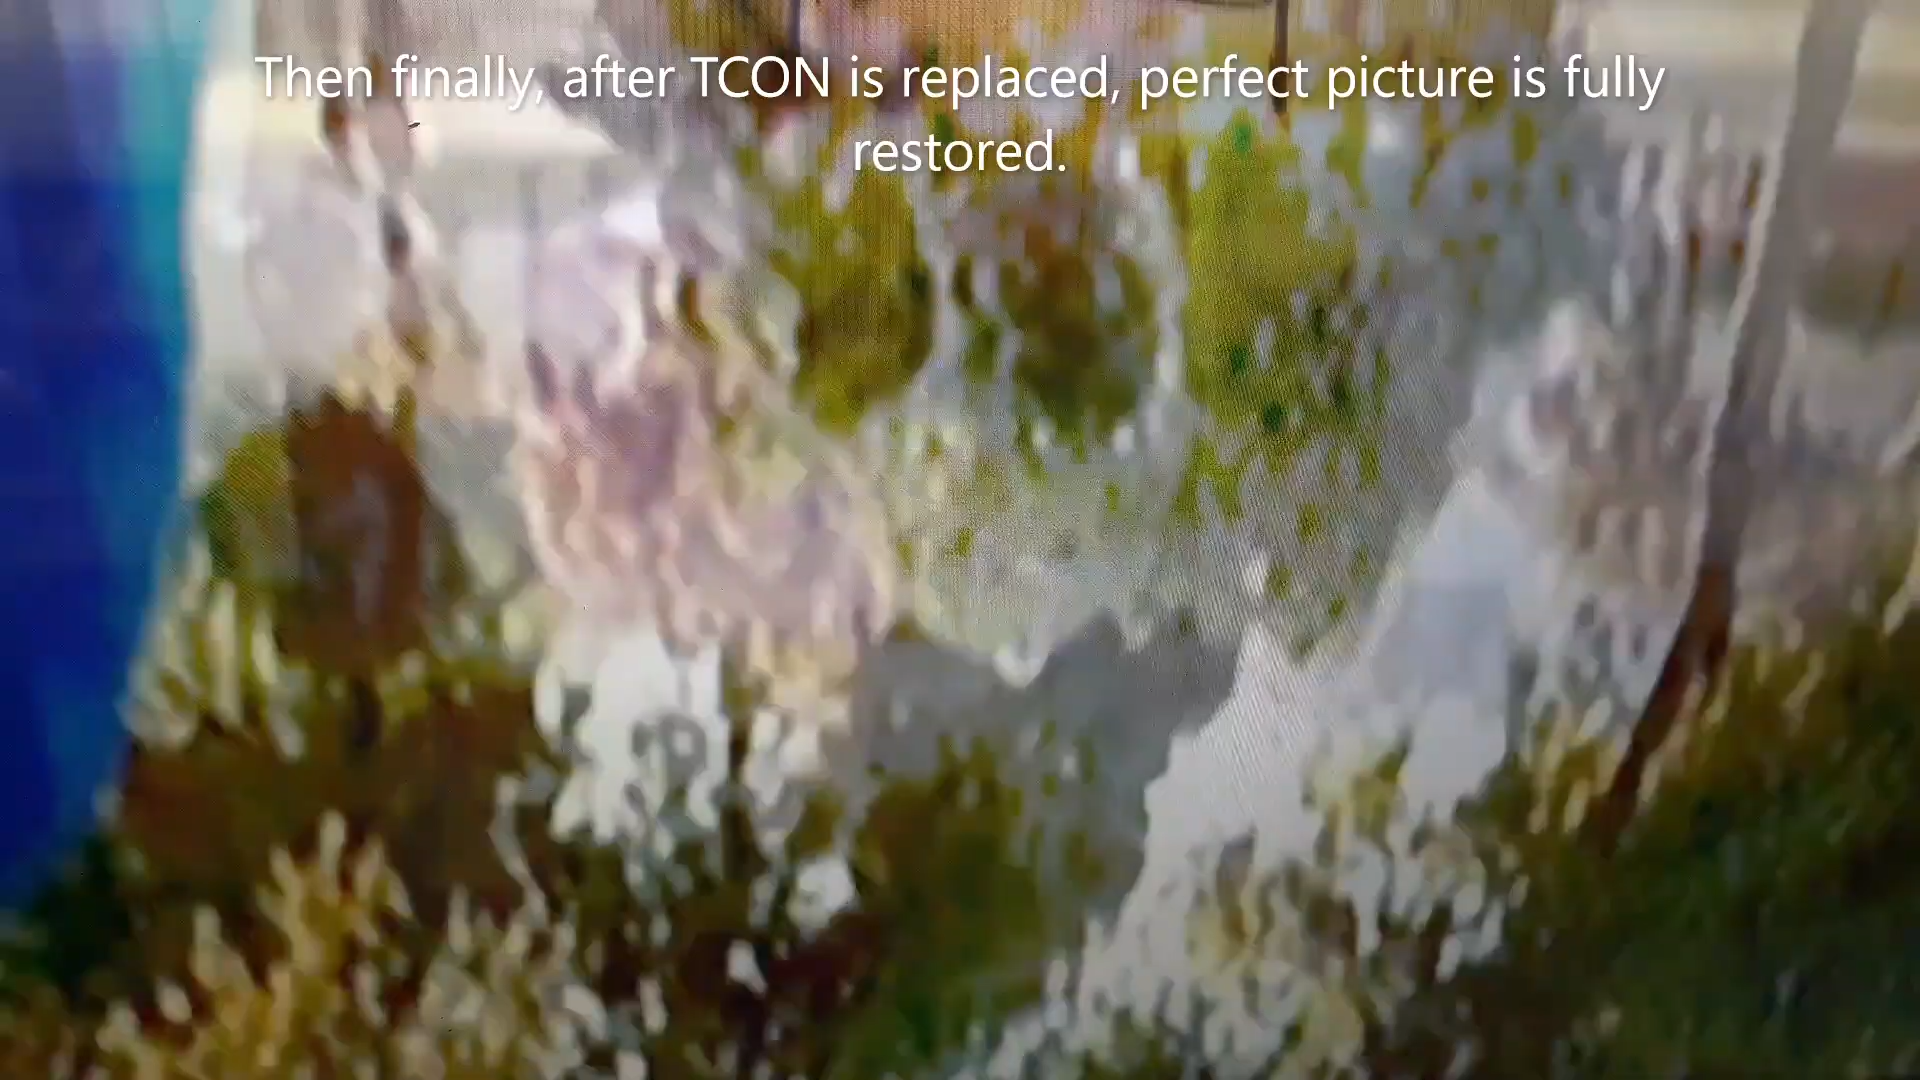 Then finally, after TCON is replaced, perfect picture is fully
restored.